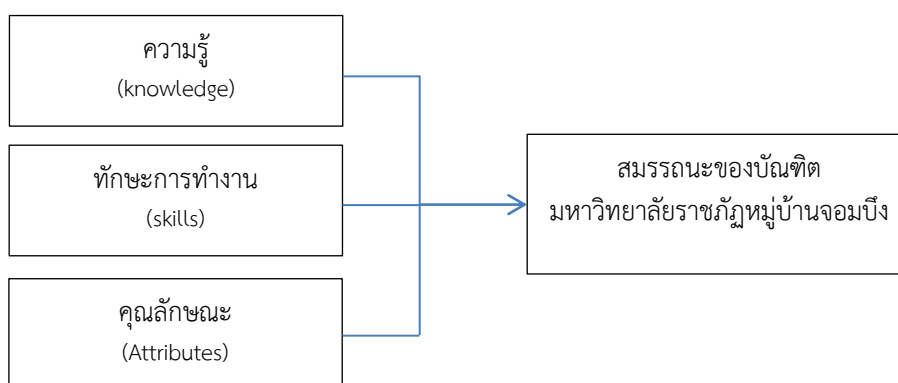 ความรู้
(knowledge)
ทักษะการทำงาน
(skills)
คุณลักษณะ
(Attributes)
สมรรถนะของบัณฑิต
มหาวิทยาลัยราชภัฏหมู่บ้านจอมบึง